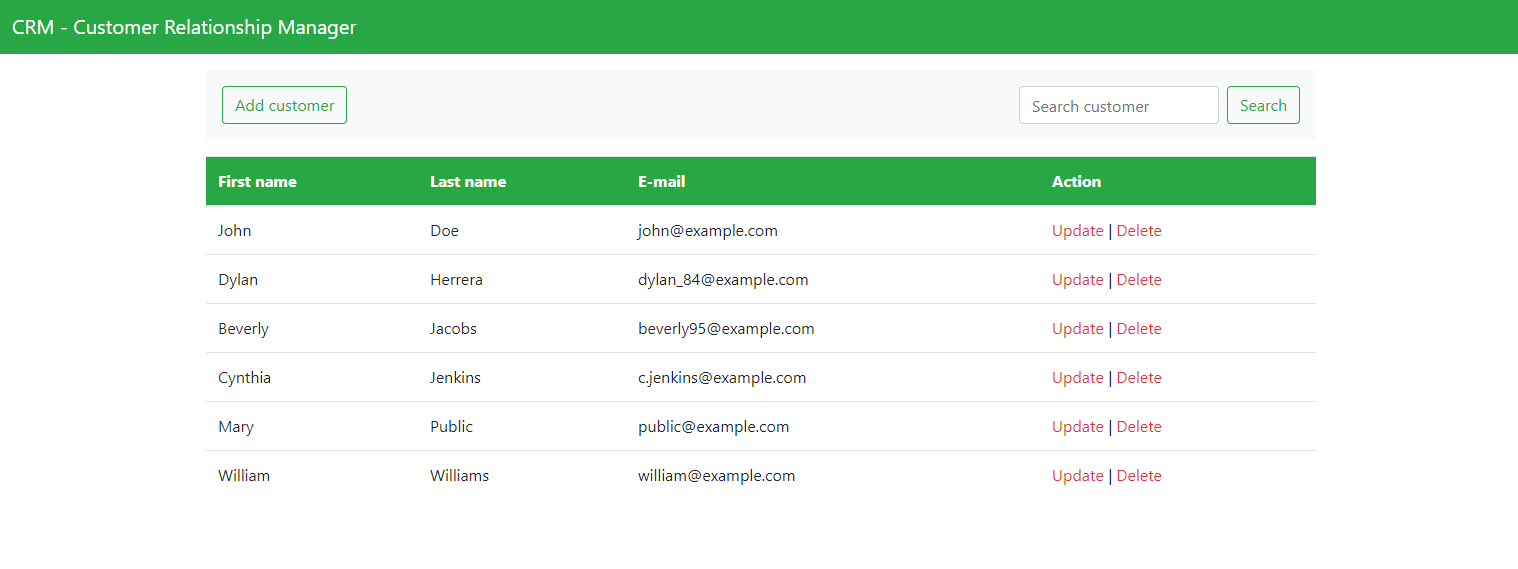 CRM - Customer Relationship Manager
Add customer Search customer Search
First name Last name E-mail Action
John Doe john@example.com Update | Delete
Dylan Herrera dylan_84@example.com Update | Delete
Beverly Jacobs beverly95@example.com Update | Delete
Cynthia Jenkins c.jenkins@example.com Update | Delete
Mary Public public@example.com Update | Delete
William Williams william@example.com Update | Delete